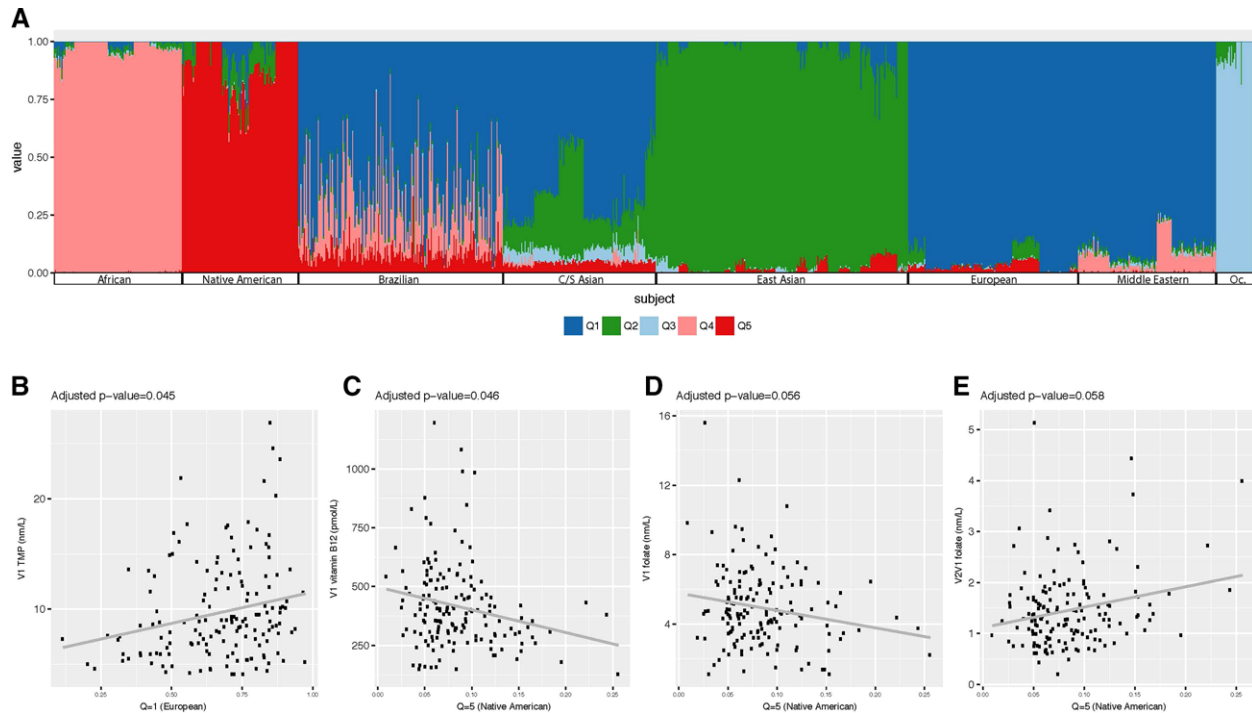 A
1.00
0.75
0.50
0.25
0.00
value
African Native American Brazilian C/S Asian East Asian European Middle Eastern Oc.
subject
Q1 Q2 Q3 Q4 Q5
B
Adjusted p-value=0.045
V1 TMP (nm/L)
20
10
0.25 0.50 0.75 1.00
Q=1 (European)
C
Adjusted p-value=0.046
V1 vitamin B12 (pmol/L)
1000
750
500
250
0.00 0.05 0.10 0.15 0.20 0.25
Q=5 (Native American)
D
Adjusted p-value=0.056
V1 folate (nm/L)
16
12
8
4
0.00 0.05 0.10 0.15 0.20 0.25
Q=5 (Native American)
E
Adjusted p-value=0.058
V2V1 folate (nm/L)
5
4
3
2
1
0
0.00 0.05 0.10 0.15 0.20 0.25
Q=5 (Native American)